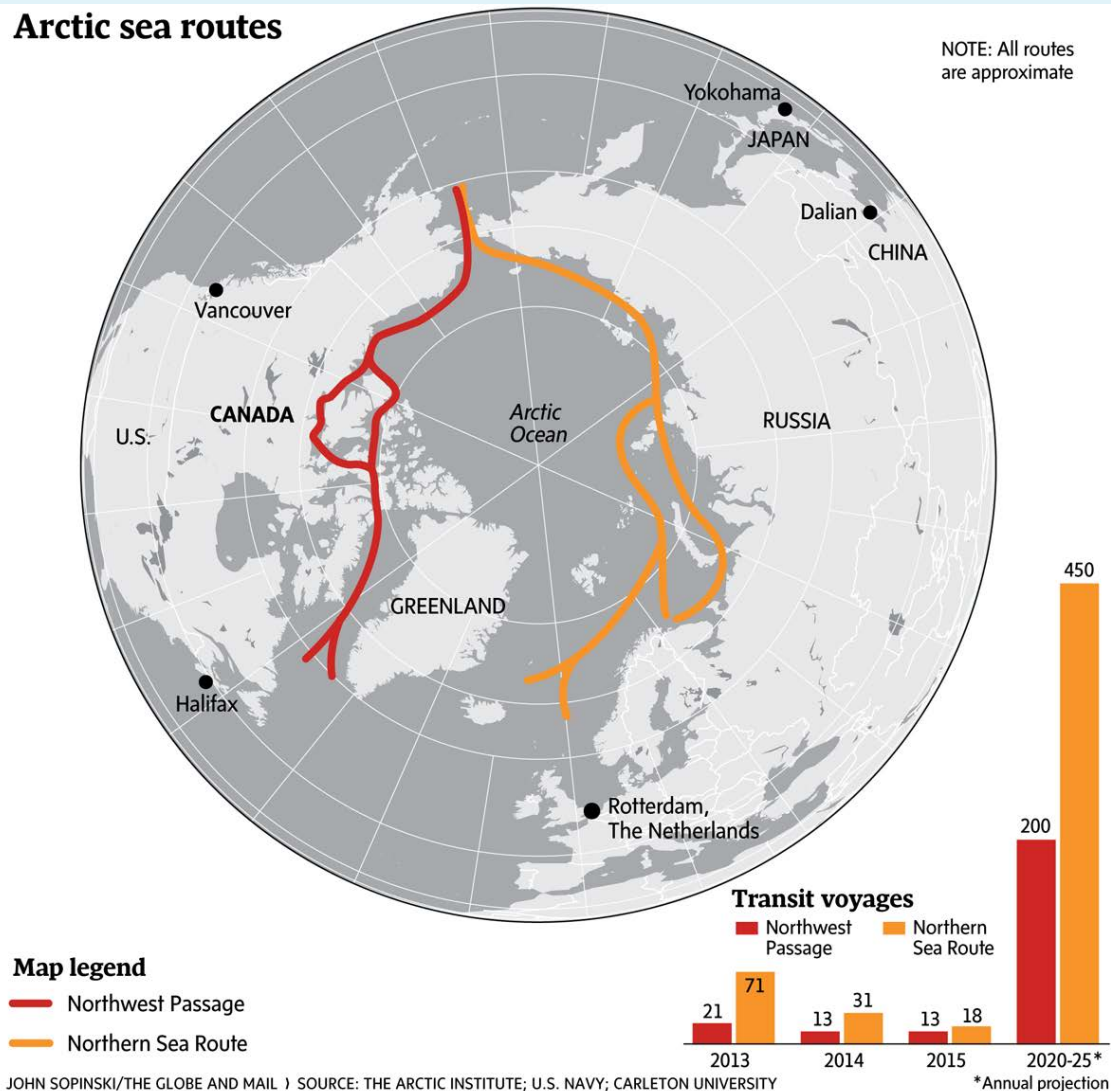 Arctic sea routes
NOTE: All routes
are approximate
Yokohama
JAPAN
Dalian
CHINA
Vancouver
CANADA
U.S.
Arctic
Ocean
RUSSIA
GREENLAND
Halifax
Rotterdam,
The Netherlands
Map legend
Northwest Passage
Northern Sea Route
Transit voyages
Northwest
Passage
Northern
Sea Route
21
71
13
31
13
18
200
450
2013
2014
2015
2020-25*
*Annual projection
JOHN SOPINSKI/THE GLOBE AND MAIL ⟩ SOURCE: THE ARCTIC INSTITUTE; U.S. NAVY; CARLETON UNIVERSITY